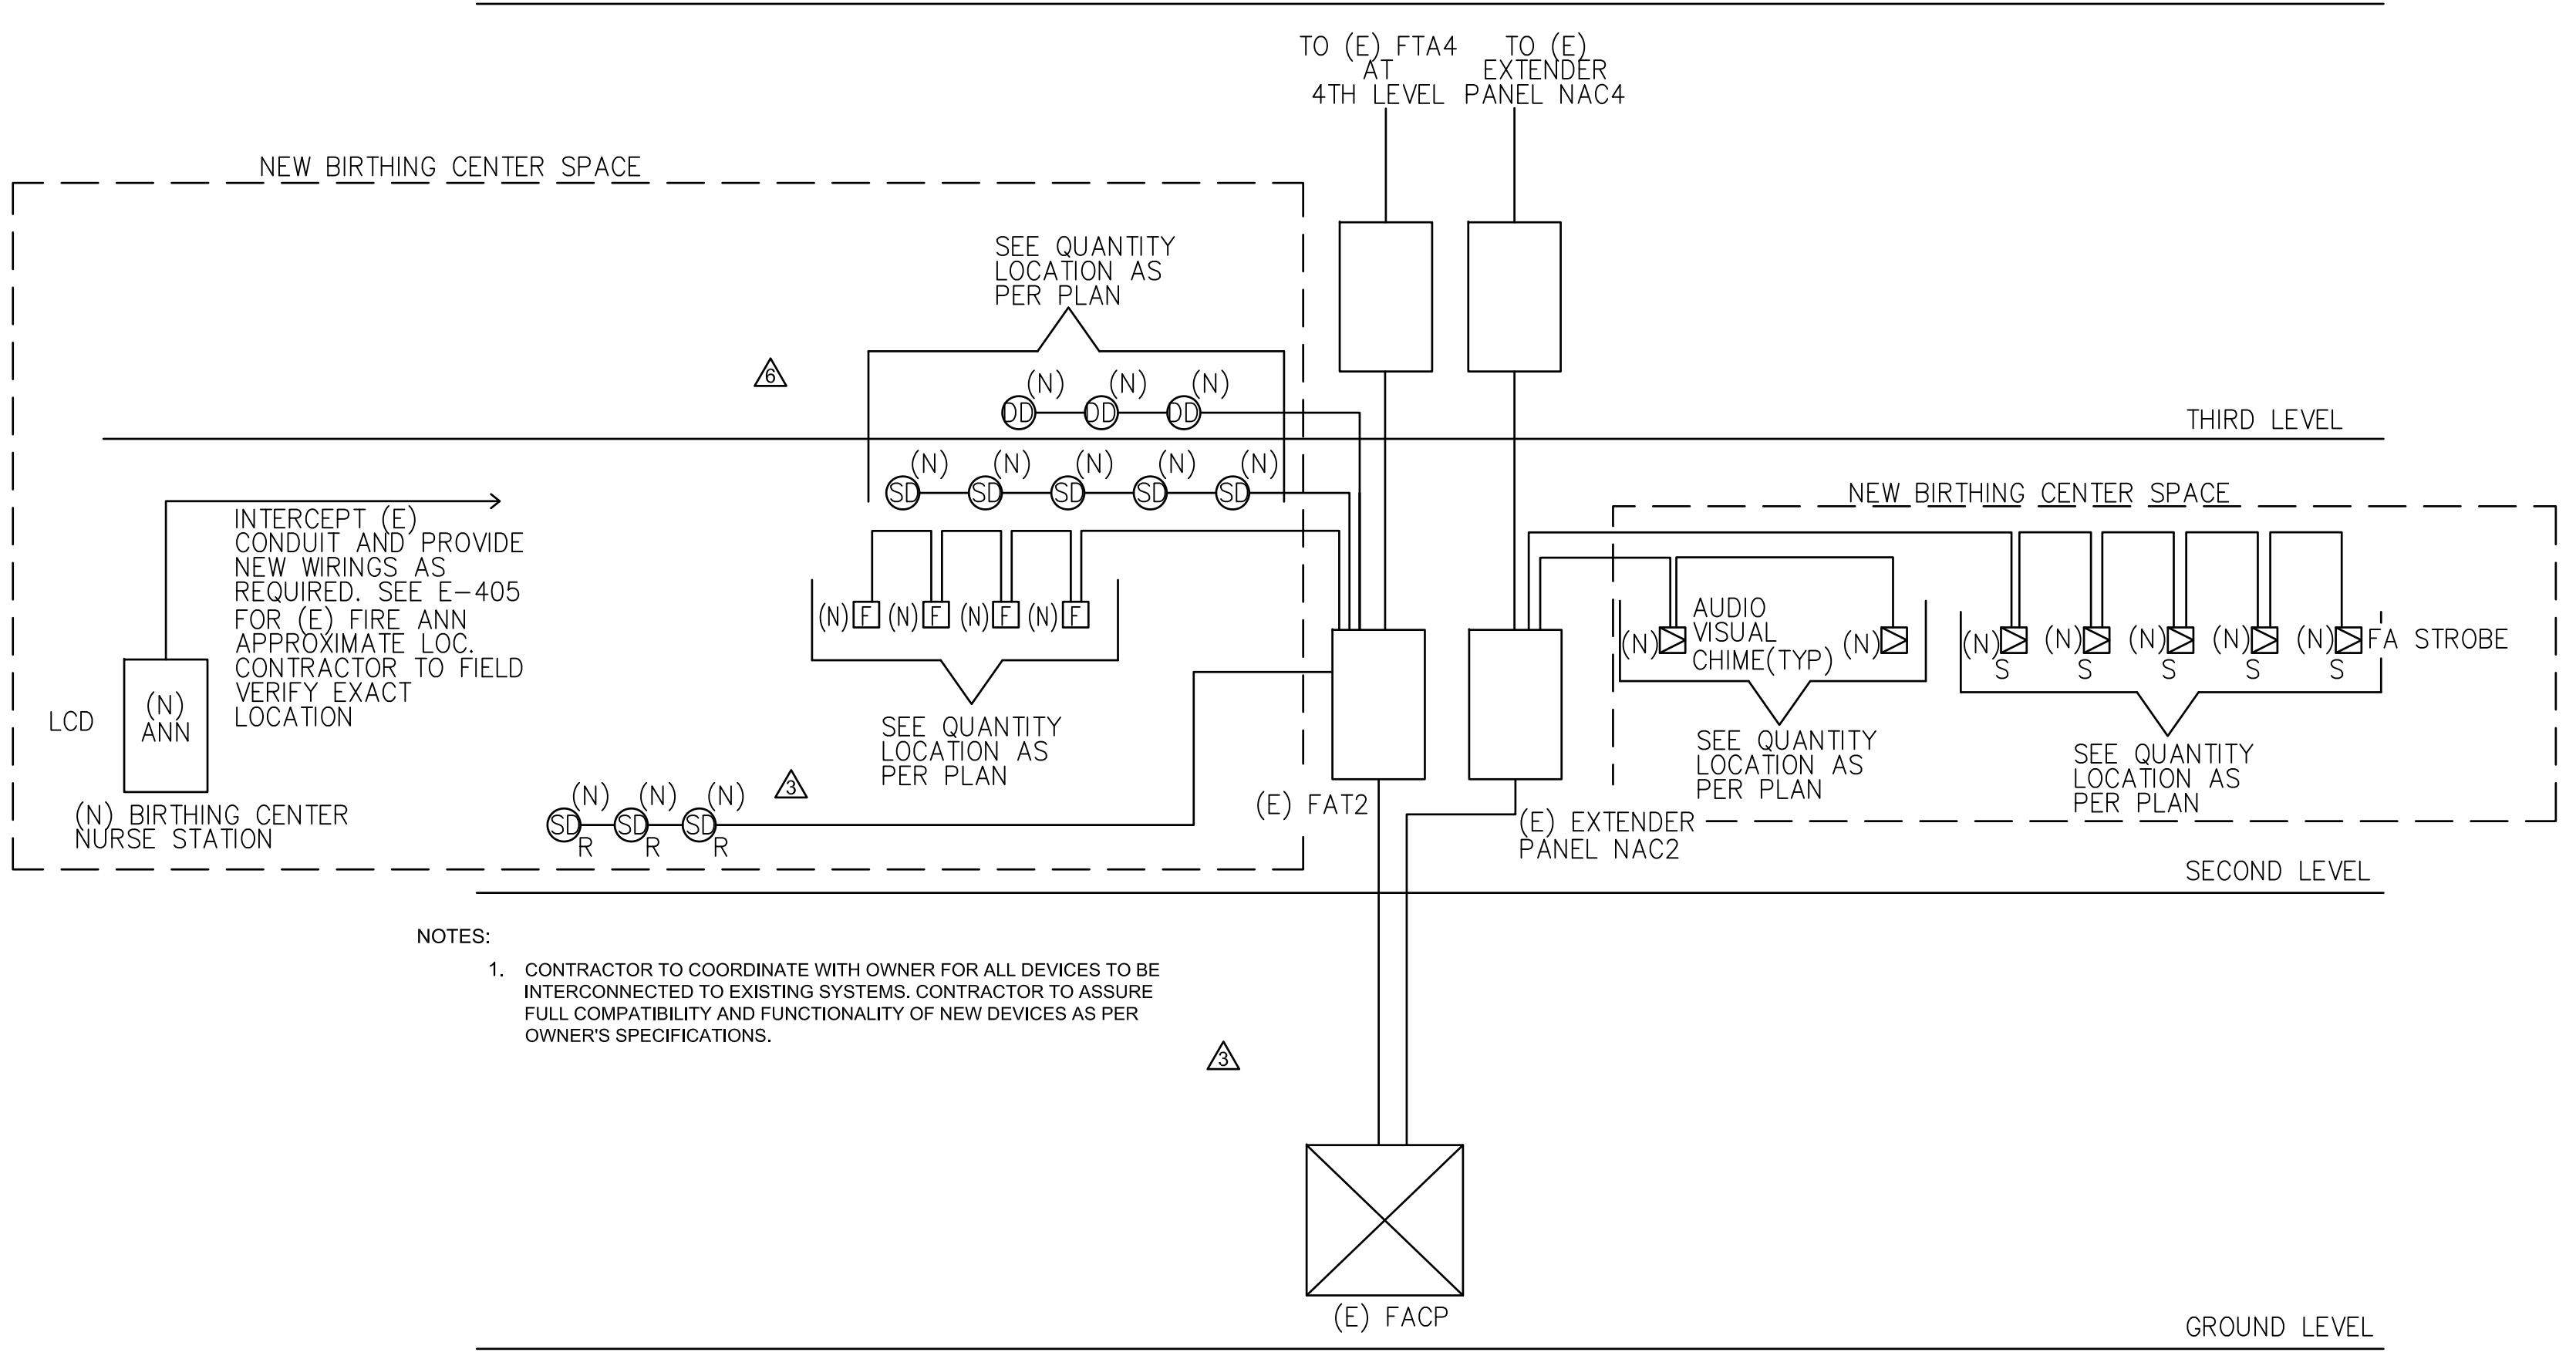 TO (E) FTA4
AT
4TH LEVEL
TO (E)
EXTENDER
PANEL NAC4
NEW BIRTHING CENTER SPACE
SEE QUANTITY
LOCATION AS
PER PLAN
6
(N) (N) (N)
DD DD DD
THIRD LEVEL
(N) (N) (N) (N) (N)
SD SD SD SD SD
INTERCEPT (E)
CONDUIT AND PROVIDE
NEW WIRINGS AS
REQUIRED. SEE E-405
FOR (E) FIRE ANN
APPROXIMATE LOC.
CONTRACTOR TO FIELD
VERIFY EXACT
LOCATION
LCD
(N)
ANN
(N) BIRTHING CENTER
NURSE STATION
(N) F (N) F (N) F (N) F
SEE QUANTITY
LOCATION AS
PER PLAN
3
(N) (N) (N)
SD SD SD
R R R
(E) FAT2
(E) EXTENDER
PANEL NAC2
NEW BIRTHING CENTER SPACE
(N)
AUDIO
VISUAL
CHIME(TYP)
(N)
SEE QUANTITY
LOCATION AS
PER PLAN
(N) (N) (N) (N) (N) FA STROBE
S S S S S
SEE QUANTITY
LOCATION AS
PER PLAN
SECOND LEVEL
NOTES:
1. CONTRACTOR TO COORDINATE WITH OWNER FOR ALL DEVICES TO BE
INTERCONNECTED TO EXISTING SYSTEMS. CONTRACTOR TO ASSURE
FULL COMPATIBILITY AND FUNCTIONALITY OF NEW DEVICES AS PER
OWNER'S SPECIFICATIONS.
3
(E) FACP
GROUND LEVEL